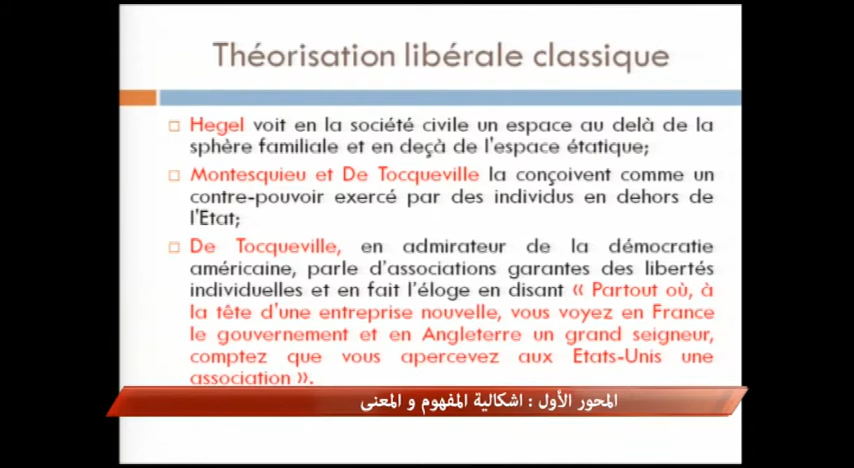 Théorisation libérale classique
Hegel voit en la société civile un espace au delà de la
sphère familiale et en deçà de l'espace étatique;
Montesquieu et De Tocqueville la conçoivent comme un
contre-pouvoir exercé par des individus en dehors de
l'Etat;
De Tocqueville, en admirateur de la démocratie
américaine, parle d'associations garantes des libertés
individuelles et en fait l'éloge en disant « Partout où, à
la tête d'une entreprise nouvelle, vous voyez en France
le gouvernement et en Angleterre un grand seigneur,
comptez que vous apercevez aux Etats-Unis une
association ».
المحور الأول : اشكالية المفهوم و المعنى